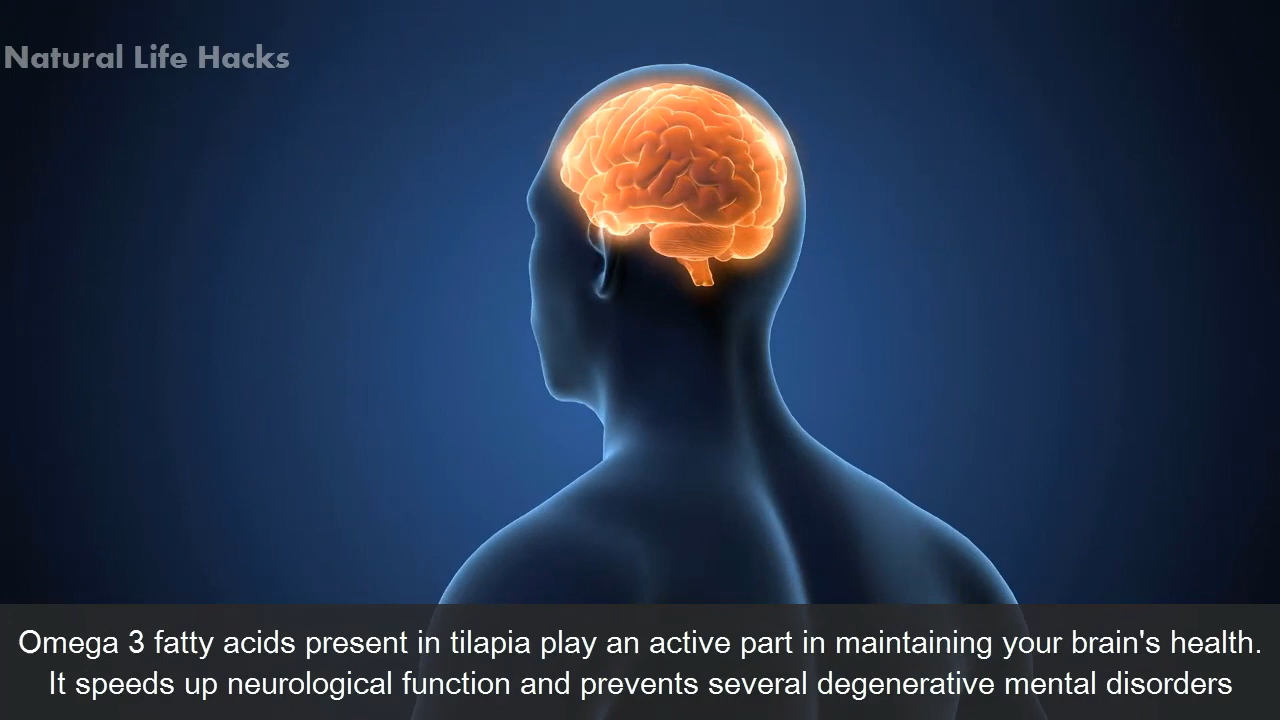 Natural Life Hacks
Omega 3 fatty acids present in tilapia play an active part in maintaining your brain's health.
It speeds up neurological function and prevents several degenerative mental disorders